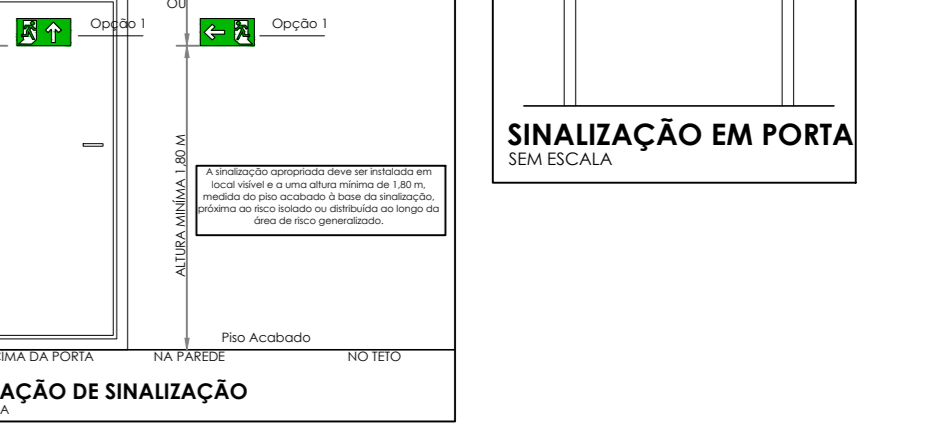 OU
Opção 1
Opção 1
ALTURA MINÍMA 1,80 M
A sinalização apropriada deve ser instalada em
local visível e a uma altura mínima de 1,80 m,
medida do piso acabado à base da sinalização,
próxima ao risco isolado ou distribuída ao longo da
área de risco generalizado.
Piso Acabado
CIMA DA PORTA
NA PAREDE
NO TETO
AÇÃO DE SINALIZAÇÃO
A
SINALIZAÇÃO EM PORTA
SEM ESCALA